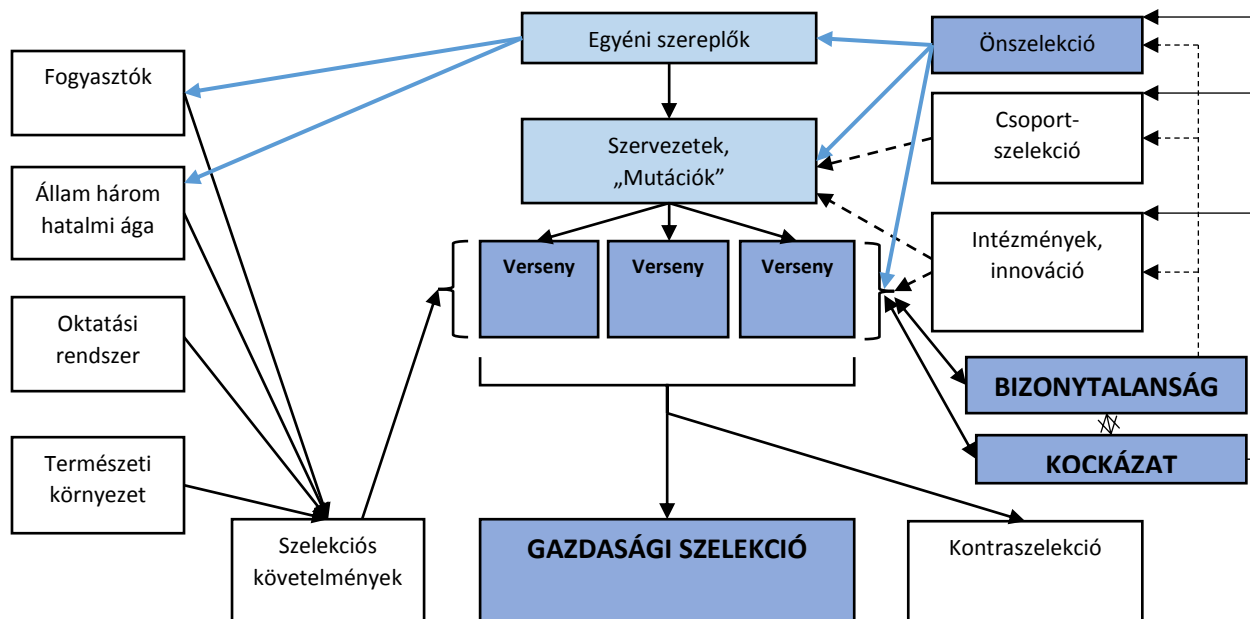 Egyéni szereplők
Önszelekció
Fogyasztók
Csoport-
szelekció
Szervezetek,
„Mutációk”
Állam három
hatalmi ága
Intézmények,
innováció
Verseny
Verseny
Verseny
Oktatási
rendszer
BIZONYTALANSÁG
KOCKÁZAT
Természeti
környezet
Szelekciós
követelmények
GAZDASÁGI SZELEKCIÓ
Kontraszelekció